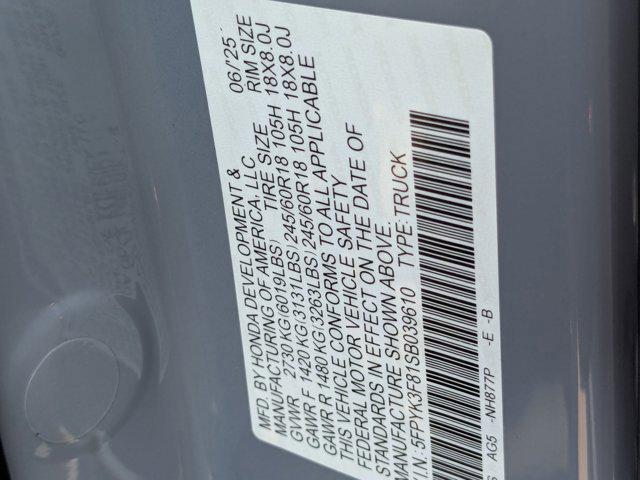 MFD. BY HONDA DEVELOPMENT & 06/'25
MANUFACTURING OF AMERICA, LLC
TIRE SIZE RIM SIZE
GVWR 2730 KG(6019LBS)
GAWR F 1420 KG(3131LBS) 245/60R18 105H 18X8.0J
GAWR R 1480 KG(3263LBS) 245/60R18 105H 18X8.0J
THIS VEHICLE CONFORMS TO ALL APPLICABLE
FEDERAL MOTOR VEHICLE SAFETY
STANDARDS IN EFFECT ON THE DATE OF
MANUFACTURE SHOWN ABOVE.
V.I.N.: 5FPYK3F81SB039610 TYPE: TRUCK
AG5 -NH877P -E -B